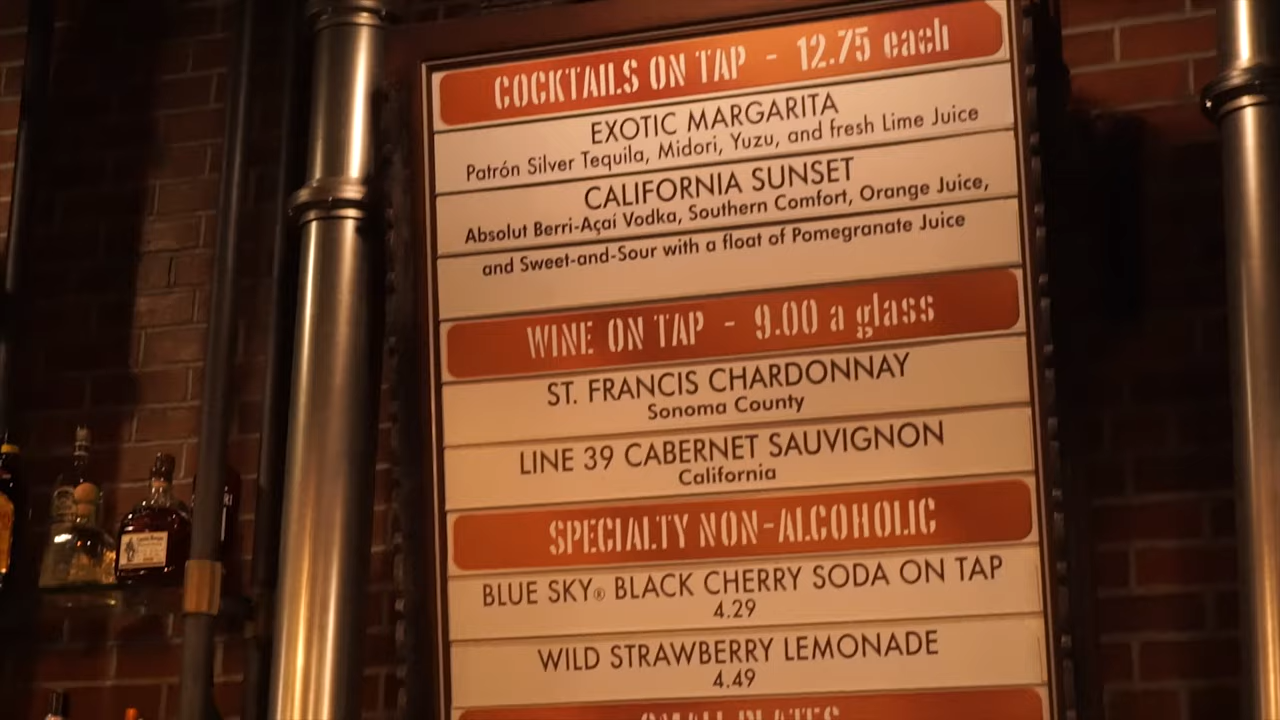 COCKTAILS ON TAP - 12.75 each
EXOTIC MARGARITA
Patrón Silver Tequila, Midori, Yuzu, and fresh Lime Juice
CALIFORNIA SUNSET
Absolut Berri-Açaí Vodka, Southern Comfort, Orange Juice,
and Sweet-and-Sour with a float of Pomegranate Juice
WINE ON TAP - 9.00 a glass
ST. FRANCIS CHARDONNAY
Sonoma County
LINE 39 CABERNET SAUVIGNON
California
SPECIALTY NON-ALCOHOLIC
BLUE SKY® BLACK CHERRY SODA ON TAP
4.29
WILD STRAWBERRY LEMONADE
4.49
SMALL PLATES